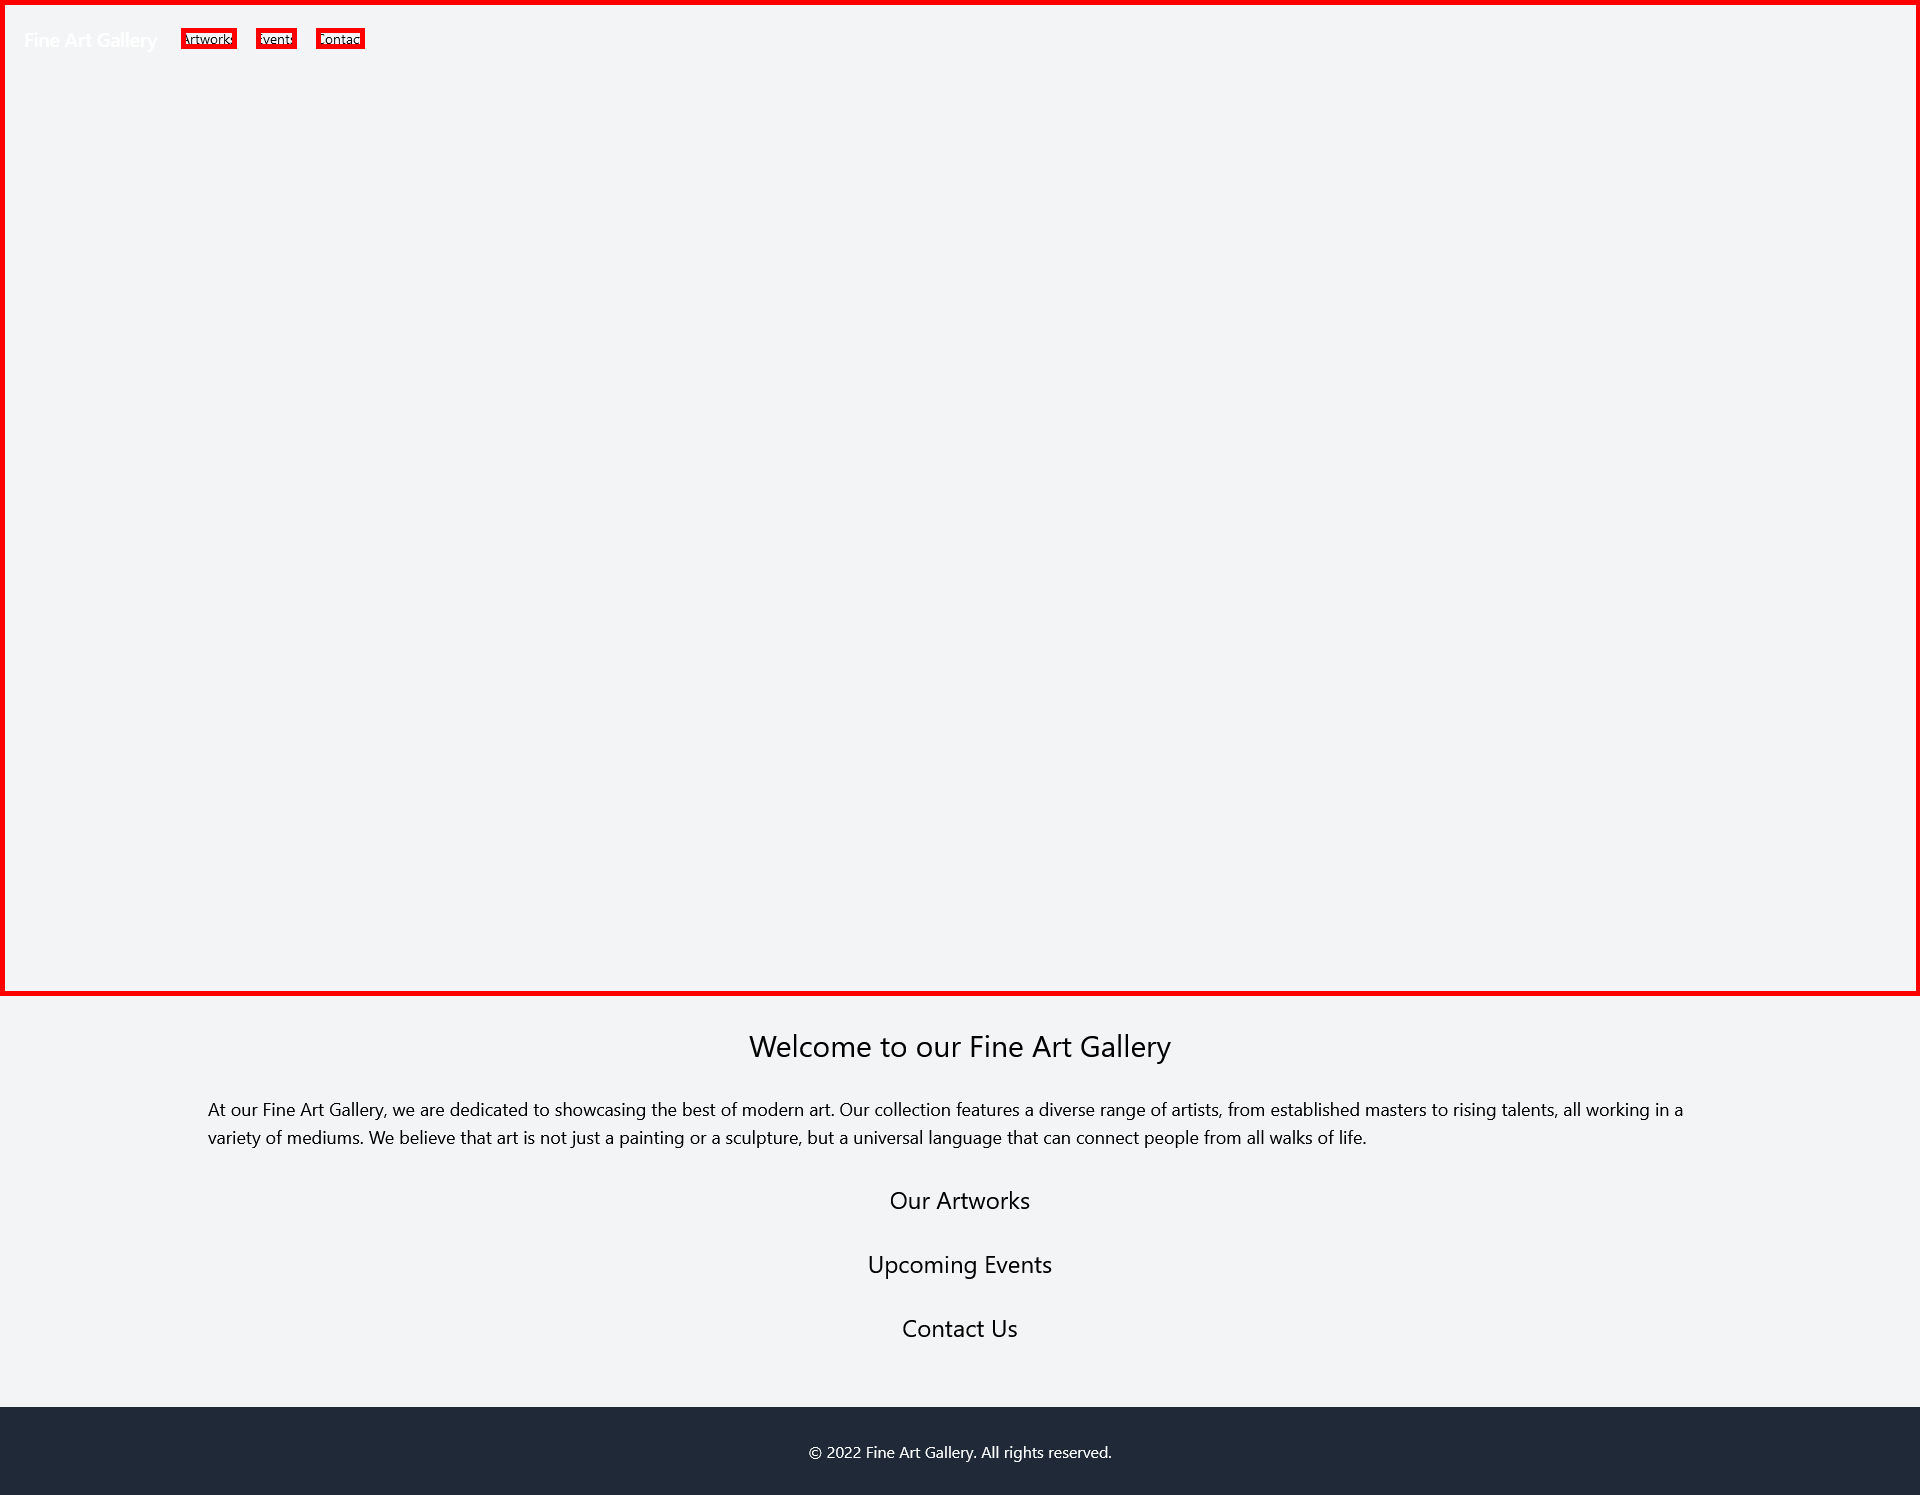 Fine Art Gallery Artworks Events Contact
Welcome to our Fine Art Gallery
At our Fine Art Gallery, we are dedicated to showcasing the best of modern art. Our collection features a diverse range of artists, from established masters to rising talents, all working in a
variety of mediums. We believe that art is not just a painting or a sculpture, but a universal language that can connect people from all walks of life.
Our Artworks
Upcoming Events
Contact Us
© 2022 Fine Art Gallery. All rights reserved.